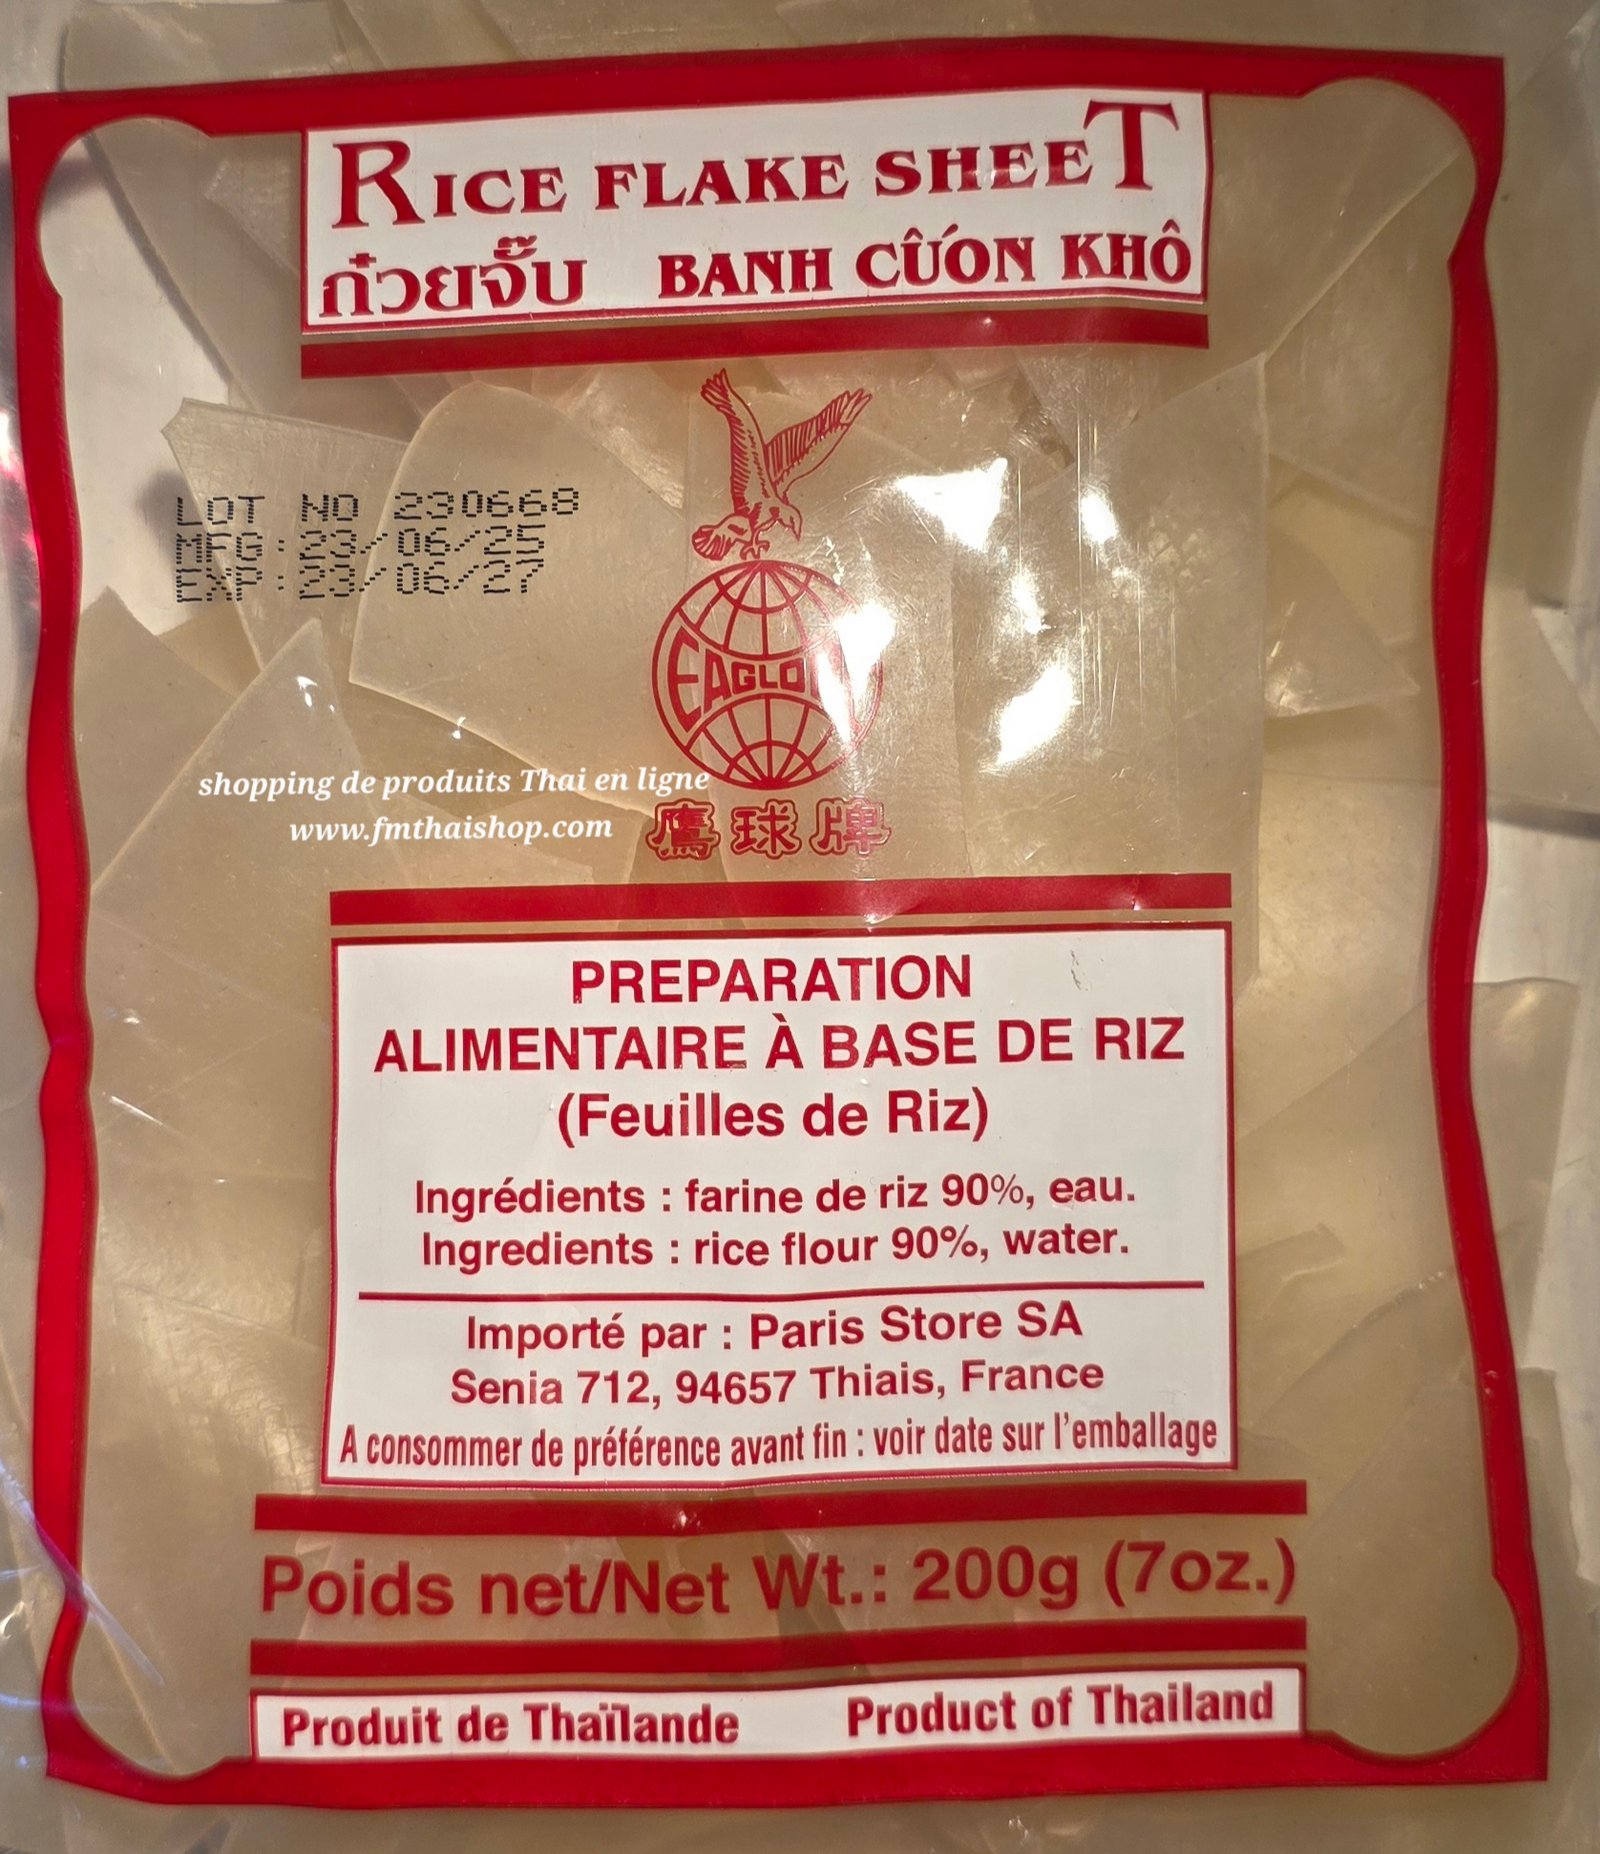 RICE FLAKE SHEET
ก๋วยจั๊บ BANH CÛÓN KHÔ
LOT NO 230668
MFG:23/06/25
EXP:23/06/27
shopping de produits Thai en ligne
www.fmthaishop.com
鷹球牌
PREPARATION
ALIMENTAIRE À BASE DE RIZ
(Feuilles de Riz)
Ingrédients : farine de riz 90%, eau.
Ingredients : rice flour 90%, water.
Importé par : Paris Store SA
Senia 712, 94657 Thiais, France
A consommer de préférence avant fin : voir date sur l'emballage
Poids net/Net Wt.: 200g (7oz.)
Produit de Thaïlande Product of Thailand